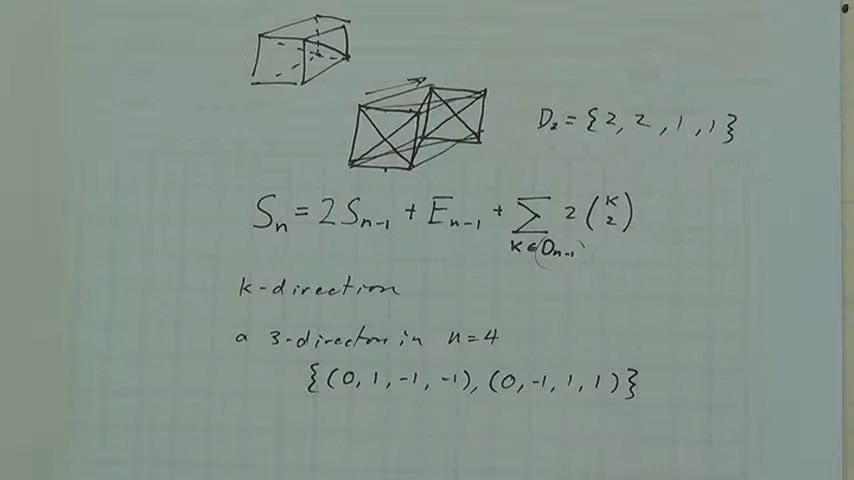 D₂ = {2, 2, 1, 1}
Sₙ = 2Sₙ₋₁ + Eₙ₋₁ + ∑_{K∈Dₙ₋₁} 2 (K 2)
k-direction
a 3-direction in n=4
{(0, 1, -1, -1), (0, -1, 1, 1)}